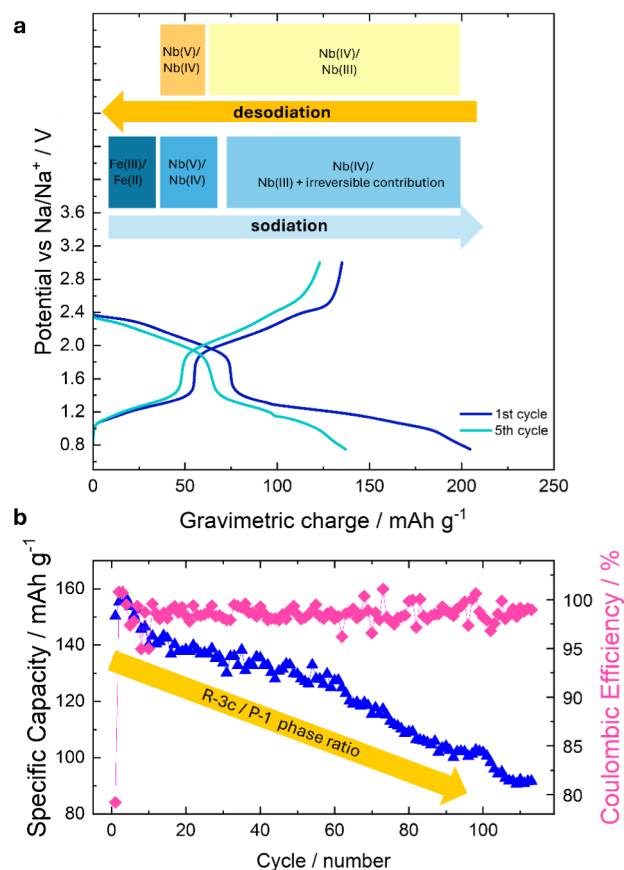 a
Nb(V)/
Nb(IV)
Nb(IV)/
Nb(III)
desodiation
Fe(III)/
Fe(II)
Nb(V)/
Nb(IV)
Nb(IV)/
Nb(III) + irreversible contribution
sodiation
Potential vs Na/Na⁺ / V
3.6
3.2
2.8
2.4
2.0
1.6
1.2
0.8
1st cycle
5th cycle
0 50 100 150 200 250
Gravimetric charge / mAh g⁻¹
b
Specific Capacity / mAh g⁻¹
160
140
120
100
80
R-3c / P-1 phase ratio
100
95
90
85
80
Coulombic Efficiency / %
0 20 40 60 80 100
Cycle / number